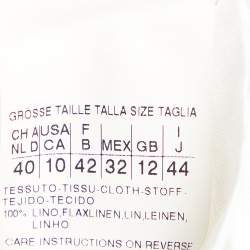 GRÖSSE TAILLE TALLA SIZE TAGLIA
CH A USA F I
NL D CA B MEX GB J
40 10 42 32 12 44
TESSUTO-TISSU-CLOTH-STOFF-
TEJIDO-TECIDO
100% LINO,FLAXLINEN,LIN,LEINEN,
LINHO
CARE INSTRUCTIONS ON REVERSE